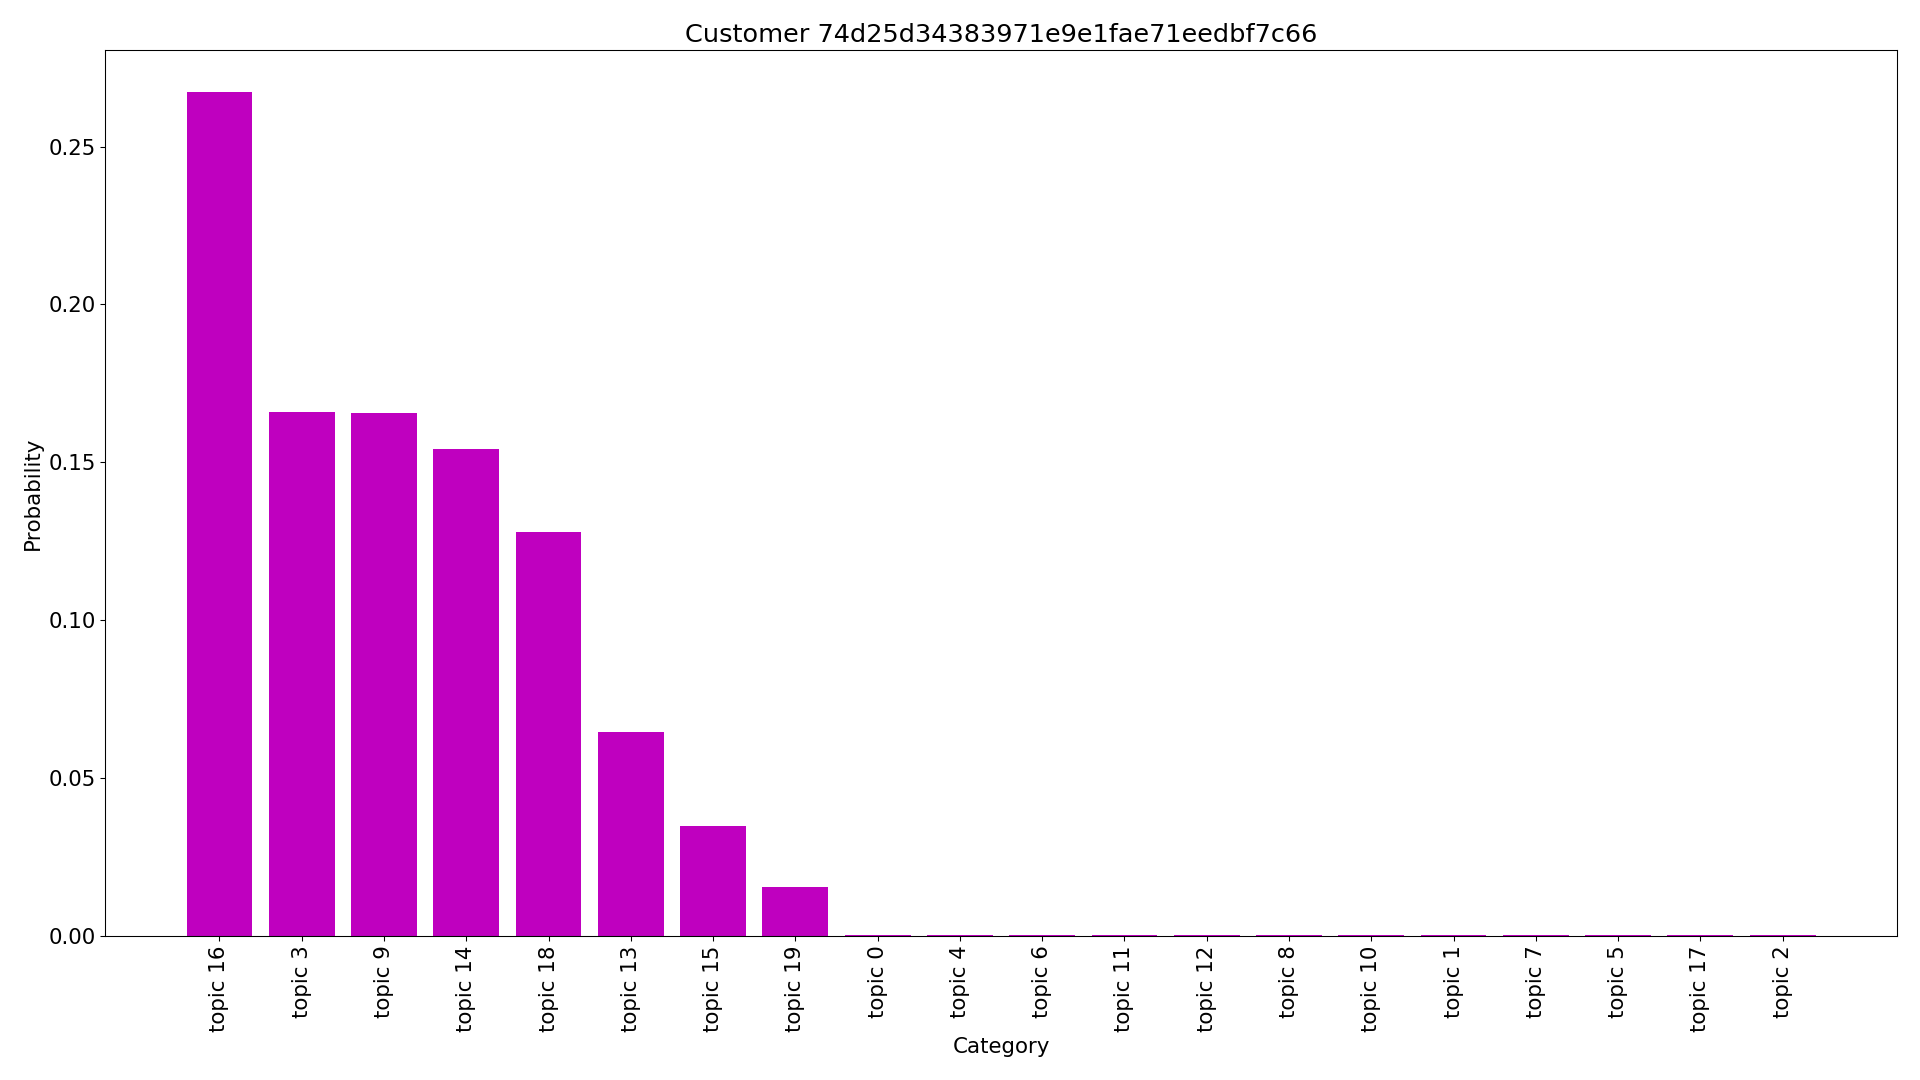 Customer 74d25d34383971e9e1fae71eedbf7c66
0.25
0.20
0.15
0.10
0.05
0.00
Probability
topic 16
topic 3
topic 9
topic 14
topic 18
topic 13
topic 15
topic 19
topic 0
topic 4
topic 6
topic 11
topic 12
topic 8
topic 10
topic 1
topic 7
topic 5
topic 17
topic 2
Category